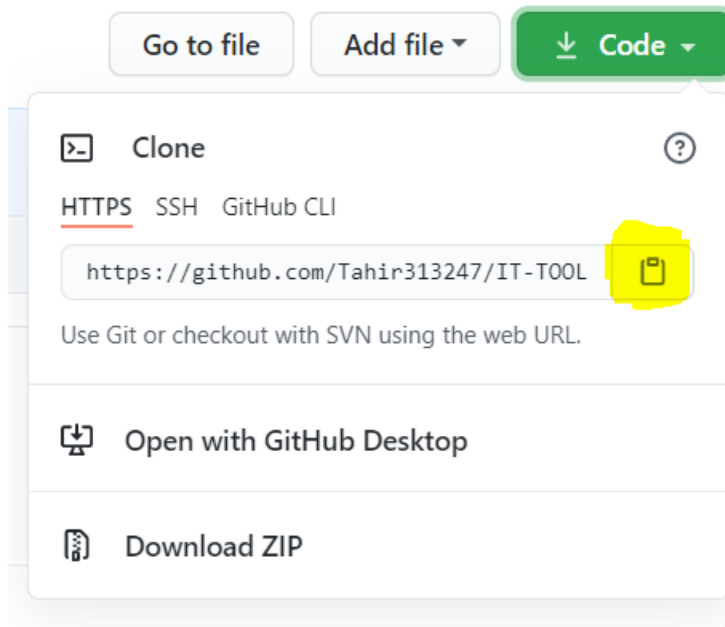 Go to file Add file Code
Clone
HTTPS SSH GitHub CLI
https://github.com/Tahir313247/IT-TOOL
Use Git or checkout with SVN using the web URL.
Open with GitHub Desktop
Download ZIP